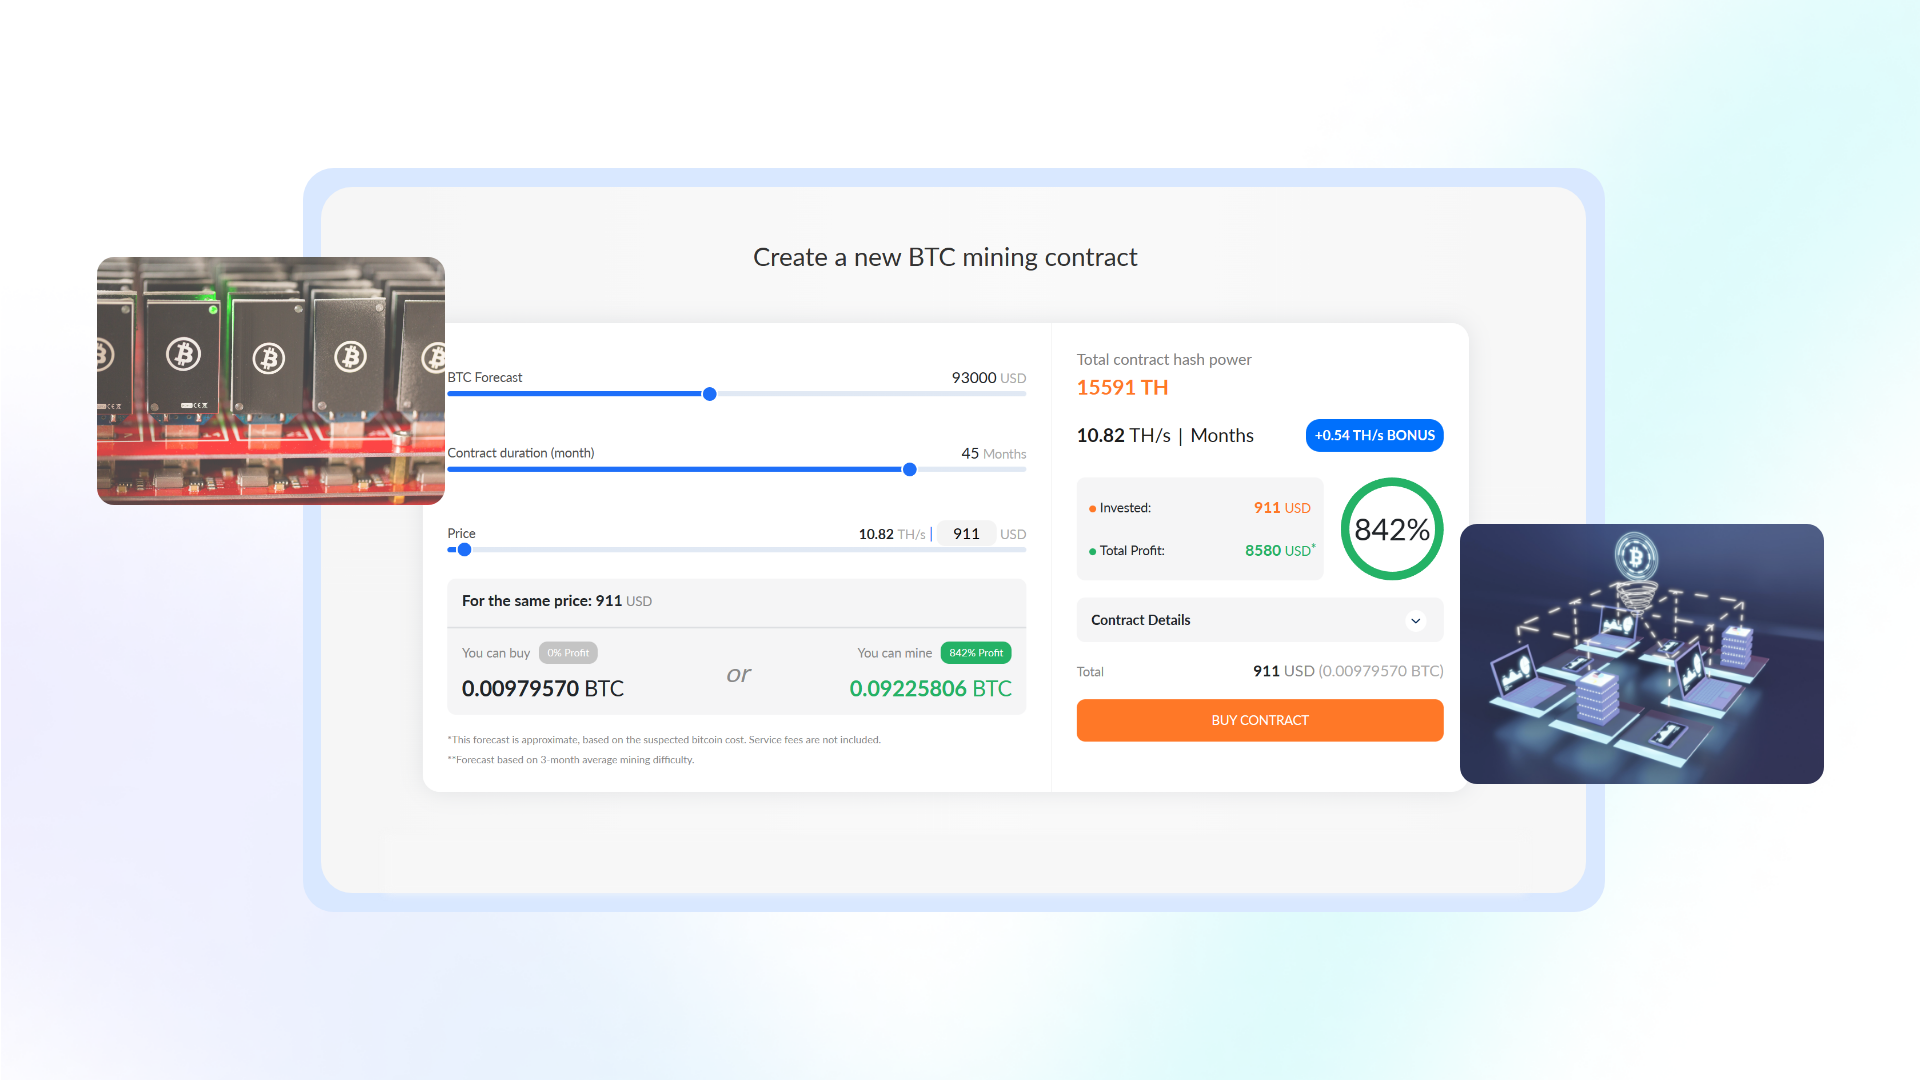 Create a new BTC mining contract
BTC Forecast
93000 USD
Contract duration (month)
45 Months
Price
10.82 TH/s | 911 USD
For the same price: 911 USD
You can buy 0% Profit
0.00979570 BTC
or
You can mine 842% Profit
0.09225806 BTC
*This forecast is approximate, based on the suspected bitcoin cost. Service fees are not included.
**Forecast based on 3-month average mining difficulty.
Total contract hash power
15591 TH
10.82 TH/s | Months
+0.54 TH/s BONUS
Invested: 911 USD
Total Profit: 8580 USD*
842%
Contract Details
Total 911 USD (0.00979570 BTC)
BUY CONTRACT